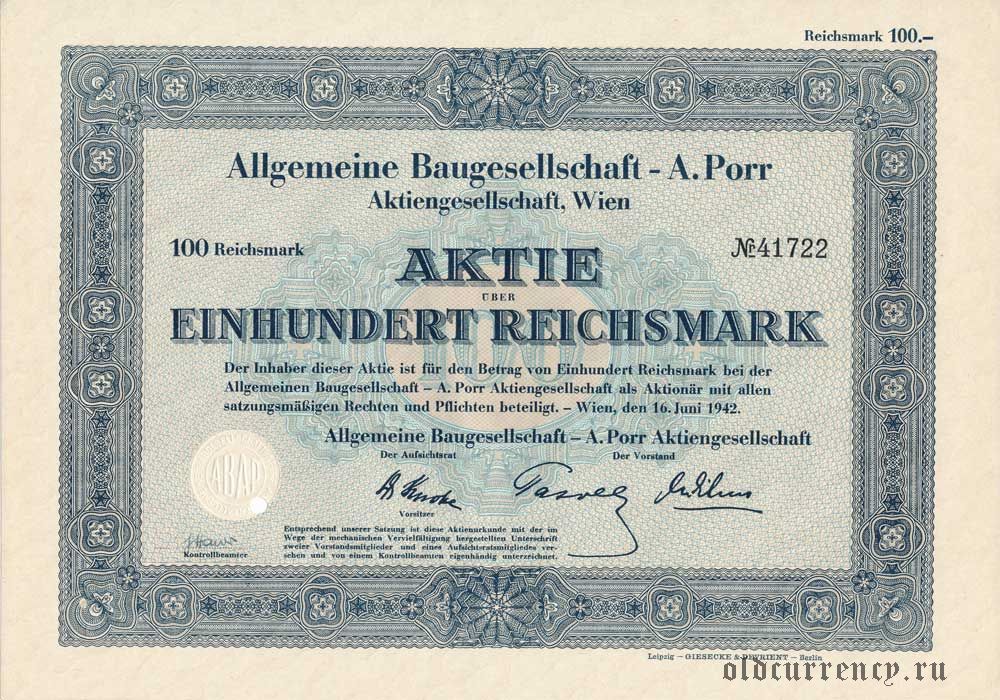 Reichsmark 100.–
Allgemeine Baugesellschaft - A. Porr
Aktiengesellschaft, Wien
100 Reichsmark
№ 41722
AKTIE
ÜBER
EINHUNDERT REICHSMARK
Der Inhaber dieser Aktie ist für den Betrag von Einhundert Reichsmark bei der
Allgemeinen Baugesellschaft – A. Porr Aktiengesellschaft als Aktionär mit allen
satzungsmäßigen Rechten und Pflichten beteiligt. – Wien, den 16. Juni 1942.
Allgemeine Baugesellschaft – A. Porr Aktiengesellschaft
Der Aufsichtsrat
Der Vorstand
ABAP
Vorsitzer
Kontrollbeamter
Entsprechend unserer Satzung ist diese Aktienurkunde mit der im
Wege der mechanischen Vervielfältigung hergestellten Unterschrift
zweier Vorstandsmitglieder und eines Aufsichtsratsmitgliedes ver-
sehen und von einem Kontrollbeamten eigenhändig unterzeichnet.
Leipzig – GIESECKE & DEVRIENT – Berlin
oldcurrency.ru